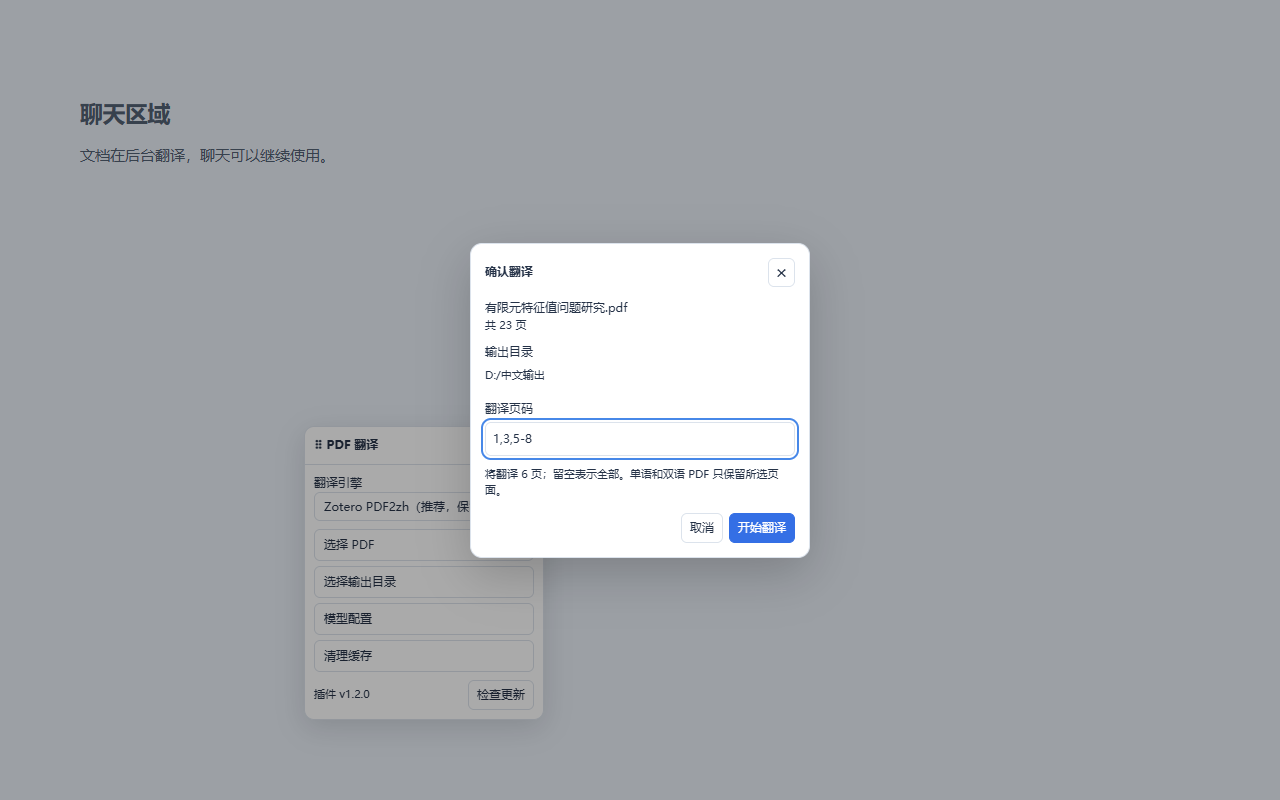 聊天区域
文档在后台翻译，聊天可以继续使用。
确认翻译
×
有限元特征值问题研究.pdf
共 23 页
输出目录
D:/中文输出
翻译页码
1,3,5-8
将翻译 6 页；留空表示全部。单语和双语 PDF 只保留所选页
面。
取消
开始翻译
⠿ PDF 翻译
翻译引擎
Zotero PDF2zh（推荐，保
选择 PDF
选择输出目录
模型配置
清理缓存
插件 v1.2.0
检查更新